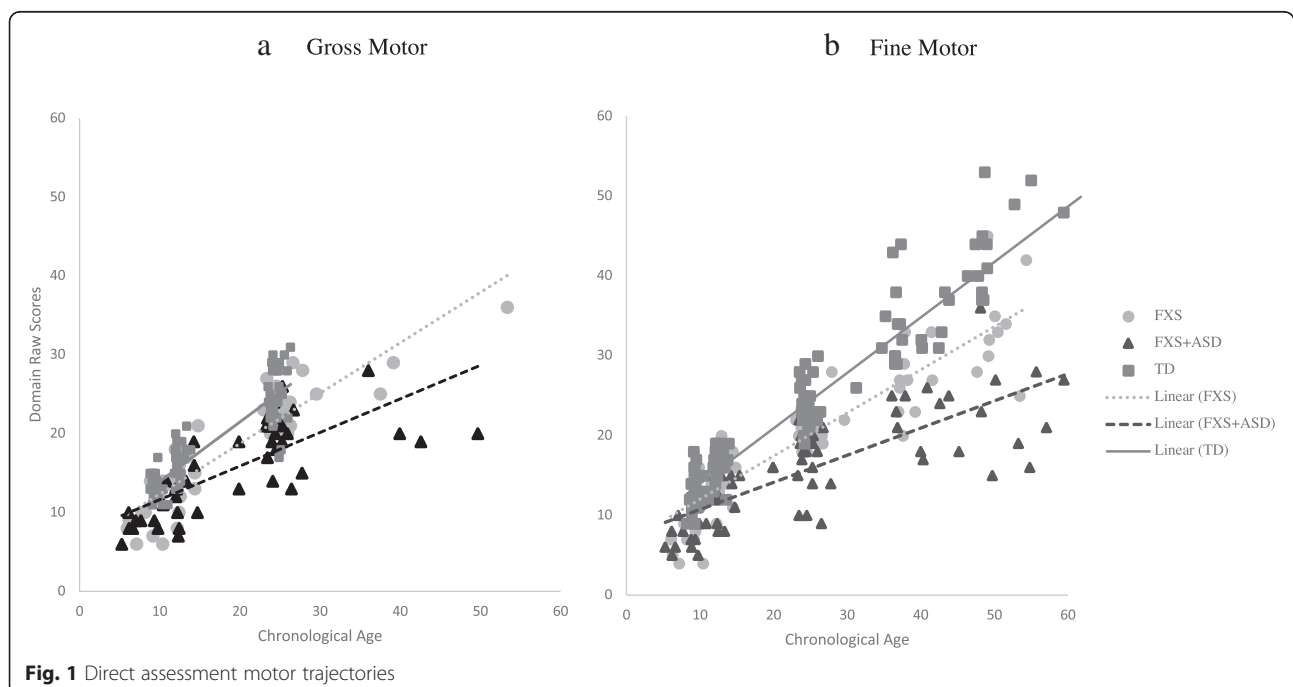 a Gross Motor
b Fine Motor
60
50
40
30
20
10
0
Domain Raw Scores
0 10 20 30 40 50 60
Chronological Age
60
50
40
30
20
10
0
0 10 20 30 40 50 60
Chronological Age
FXS
FXS+ASD
TD
Linear (FXS)
Linear (FXS+ASD)
Linear (TD)
Fig. 1 Direct assessment motor trajectories